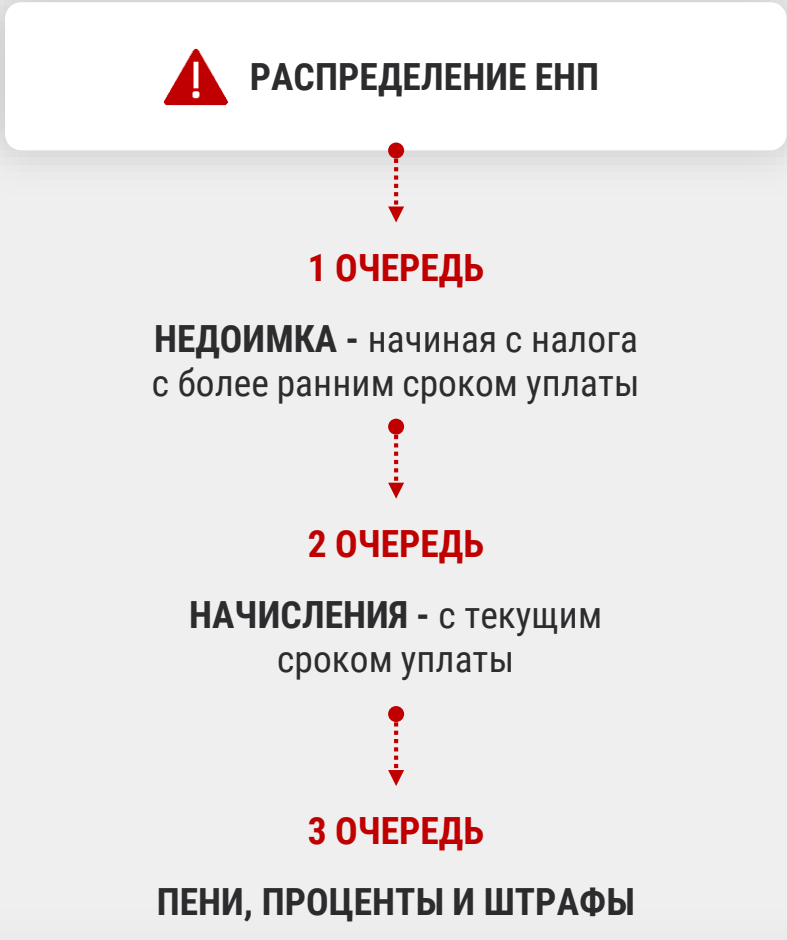 РАСПРЕДЕЛЕНИЕ ЕНП
1 ОЧЕРЕДЬ
НЕДОИМКА - начиная с налога
с более ранним сроком уплаты
2 ОЧЕРЕДЬ
НАЧИСЛЕНИЯ - с текущим
сроком уплаты
3 ОЧЕРЕДЬ
ПЕНИ, ПРОЦЕНТЫ И ШТРАФЫ